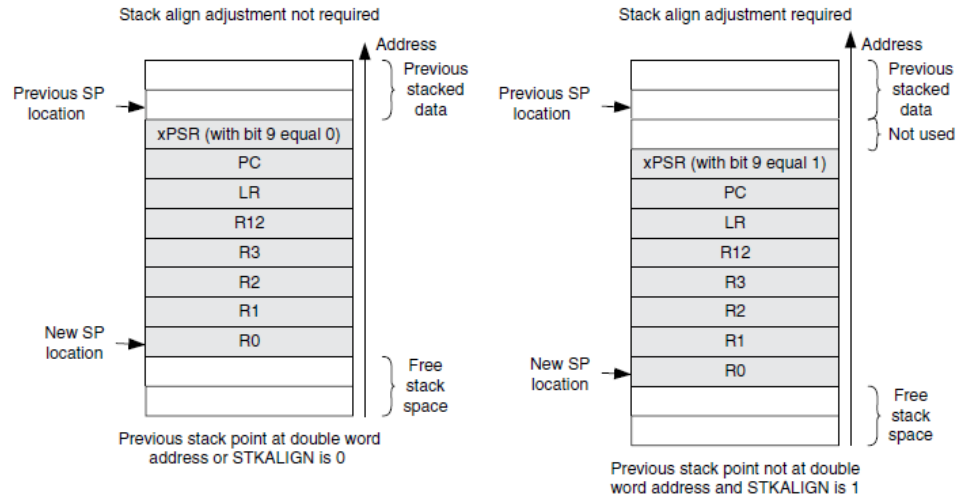 Stack align adjustment not required
Address
Previous
stacked
data
Previous SP
location
xPSR (with bit 9 equal 0)
PC
LR
R12
R3
R2
R1
New SP
location
R0
Free
stack
space
Previous stack point at double word
address or STKALIGN is 0
Stack align adjustment required
Address
Previous
stacked
data
Previous SP
location
Not used
xPSR (with bit 9 equal 1)
PC
LR
R12
R3
R2
R1
New SP
location
R0
Free
stack
space
Previous stack point not at double
word address and STKALIGN is 1